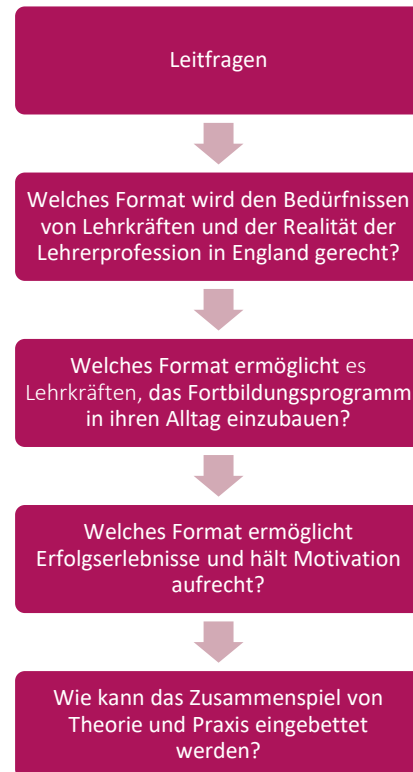 Leitfragen
Welches Format wird den Bedürfnissen
von Lehrkräften und der Realität der
Lehrerprofession in England gerecht?
Welches Format ermöglicht es
Lehrkräften, das Fortbildungsprogramm
in ihren Alltag einzubauen?
Welches Format ermöglicht
Erfolgserlebnisse und hält Motivation
aufrecht?
Wie kann das Zusammenspiel von
Theorie und Praxis eingebettet
werden?